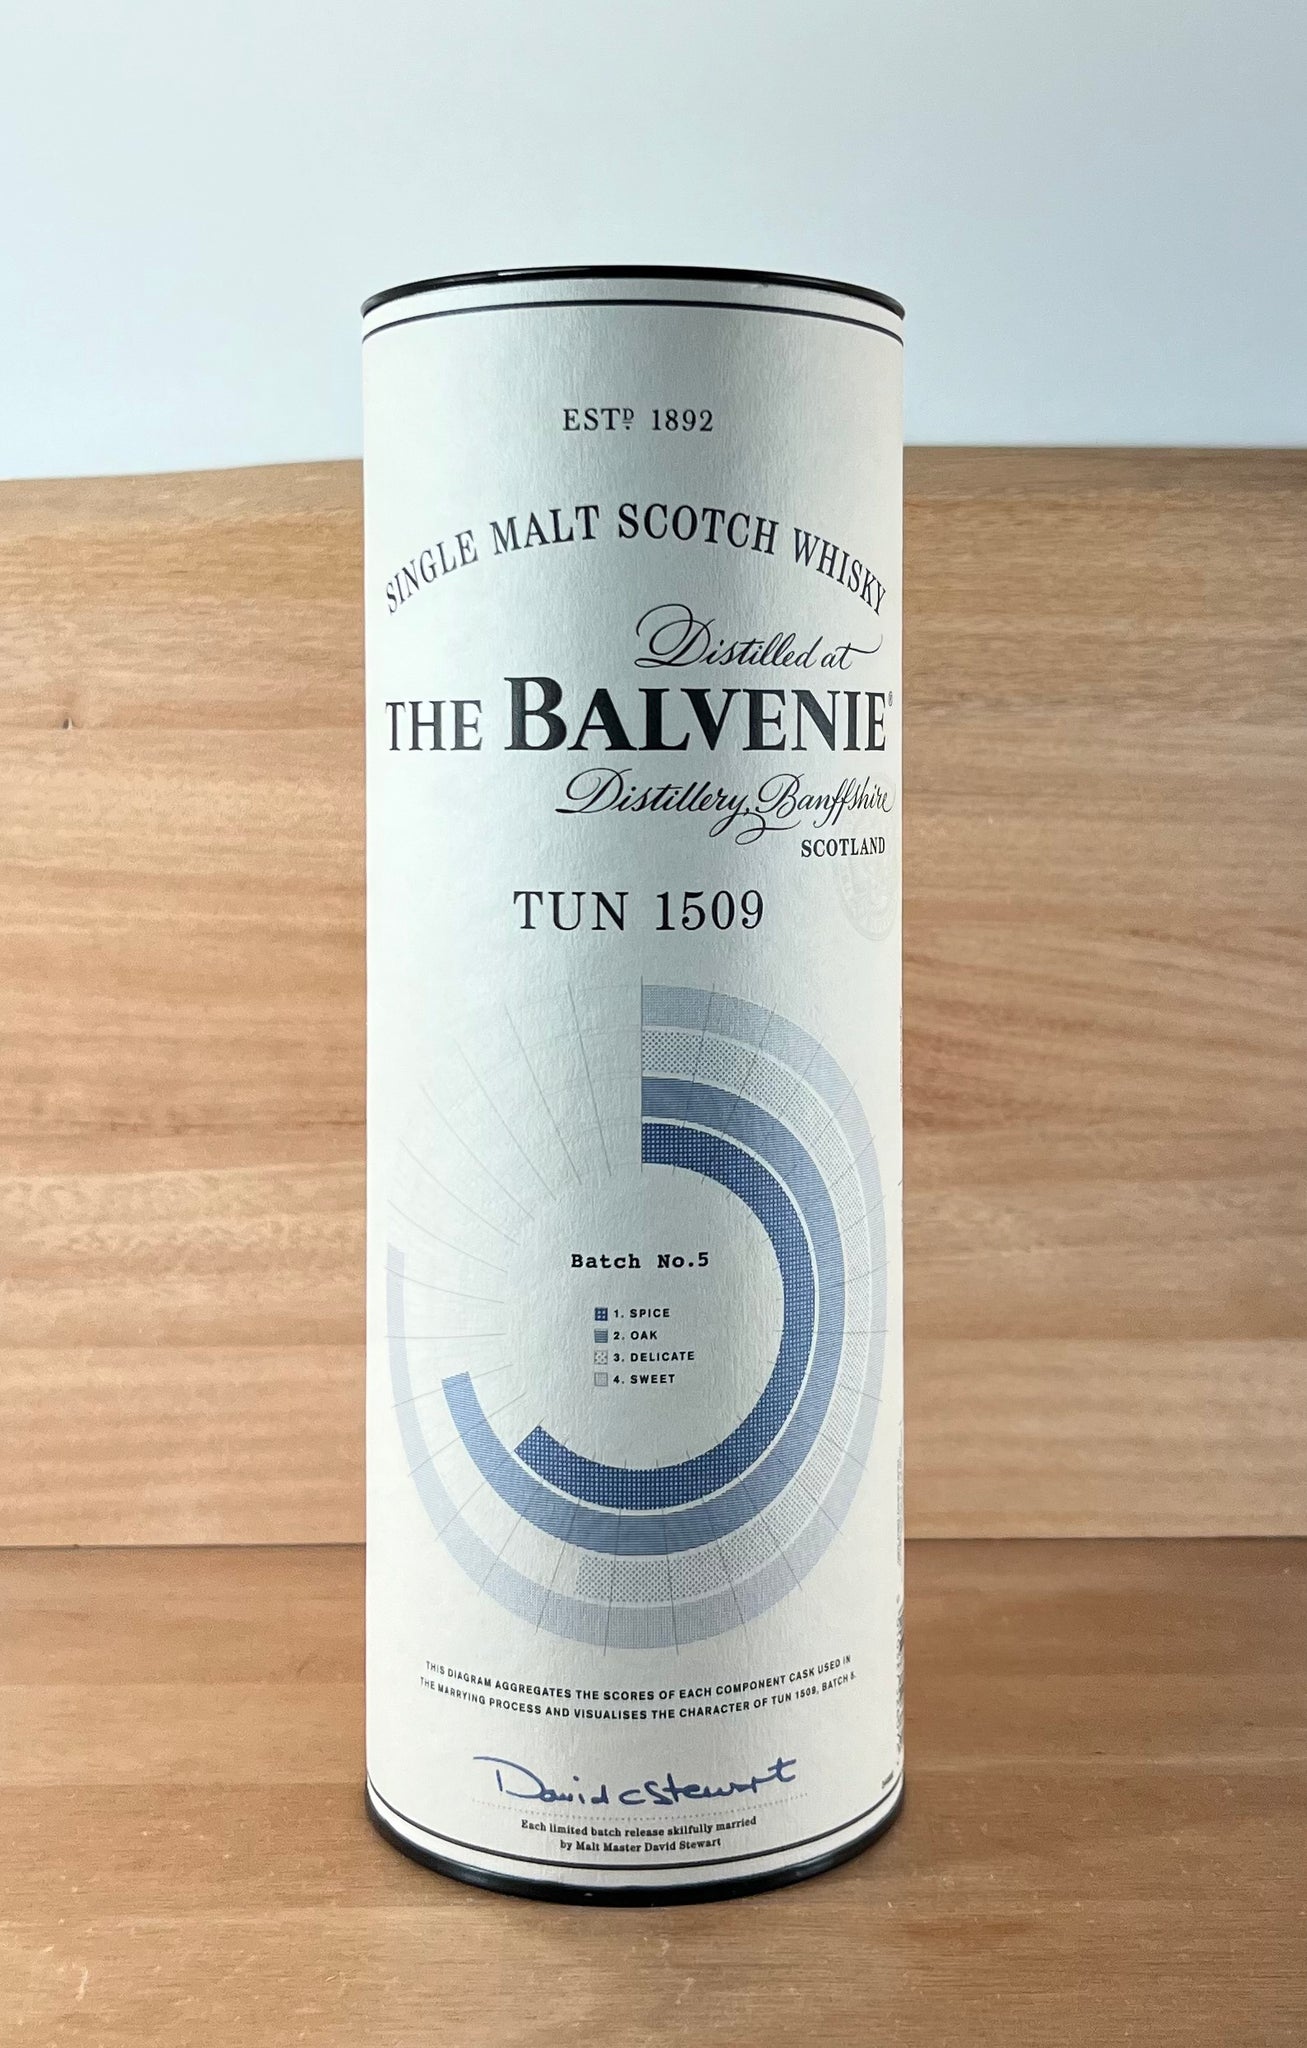 ESTD 1892
SINGLE MALT SCOTCH WHISKY
Distilled at
THE BALVENIE®
Distillery, Banffshire
SCOTLAND
TUN 1509
Batch No.5
1. SPICE
2. OAK
3. DELICATE
4. SWEET
THIS DIAGRAM AGGREGATES THE SCORES OF EACH COMPONENT CASK USED IN
THE MARRYING PROCESS AND VISUALISES THE CHARACTER OF TUN 1509, BATCH 5.
David C Stewart
Each limited batch release skilfully married
by Malt Master David Stewart